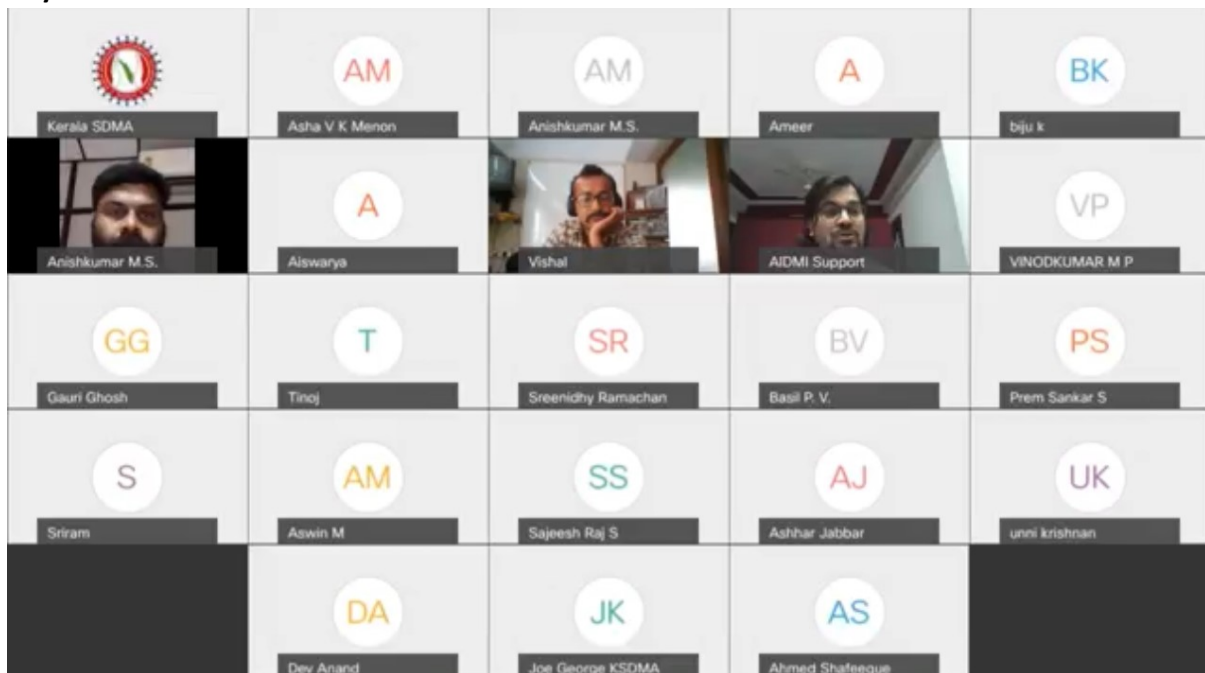 Kerala SDMA
AM
Asha V K Menon
AM
Anishkumar M.S.
A
Ameer
BK
biju k
Anishkumar M.S.
A
Aiswarya
Vishal
AIDMI Support
VP
VINODKUMAR M P
GG
Gauri Ghosh
T
Tinoj
SR
Sreenidhy Ramachan
BV
Basil P. V.
PS
Prem Sankar S
S
Sriram
AM
Aswin M
SS
Sajeesh Raj S
AJ
Ashhar Jabbar
UK
unni krishnan
DA
Dev Anand
JK
Joe George KSDMA
AS
Ahmed Shafeeque